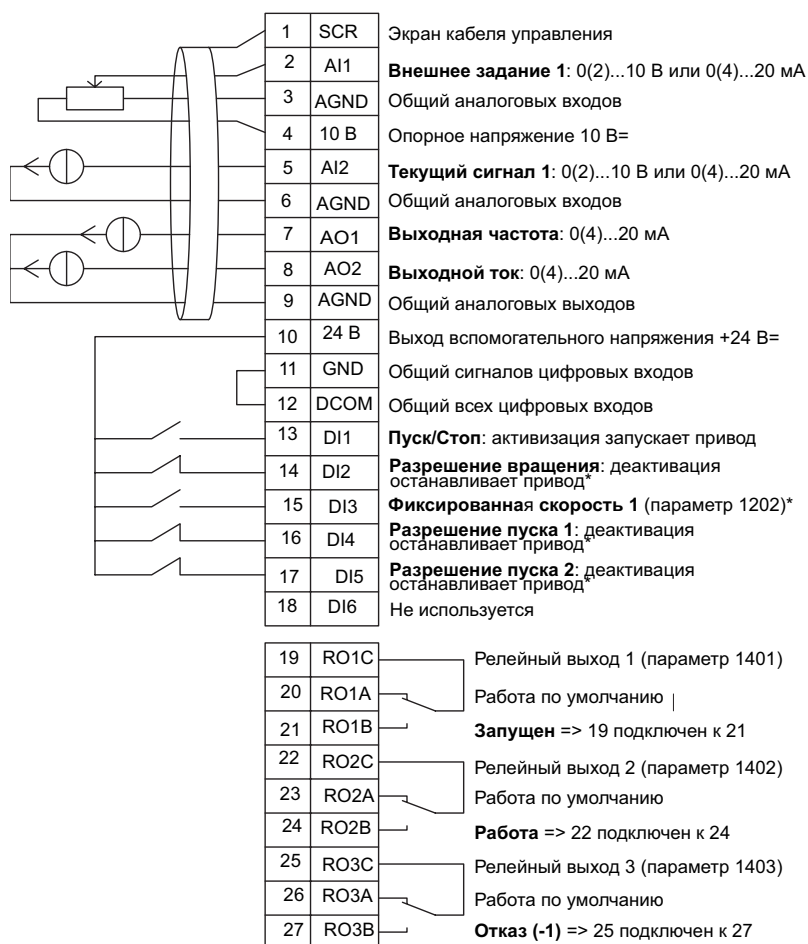 1 SCR Экран кабеля управления
2 AI1 Внешнее задание 1: 0(2)...10 В или 0(4)...20 мА
3 AGND Общий аналоговых входов
4 10 В Опорное напряжение 10 В=
5 AI2 Текущий сигнал 1: 0(2)...10 В или 0(4)...20 мА
6 AGND Общий аналоговых входов
7 AO1 Выходная частота: 0(4)...20 мА
8 AO2 Выходной ток: 0(4)...20 мА
9 AGND Общий аналоговых выходов
10 24 В Выход вспомогательного напряжения +24 В=
11 GND Общий сигналов цифровых входов
12 DCOM Общий всех цифровых входов
13 DI1 Пуск/Стоп: активизация запускает привод
14 DI2 Разрешение вращения: деактивация
останавливает привод*
15 DI3 Фиксированная скорость 1 (параметр 1202)*
16 DI4 Разрешение пуска 1: деактивация
останавливает привод*
17 DI5 Разрешение пуска 2: деактивация
останавливает привод*
18 DI6 Не используется
19 RO1C Релейный выход 1 (параметр 1401)
20 RO1A Работа по умолчанию
21 RO1B Запущен => 19 подключен к 21
22 RO2C Релейный выход 2 (параметр 1402)
23 RO2A Работа по умолчанию
24 RO2B Работа => 22 подключен к 24
25 RO3C Релейный выход 3 (параметр 1403)
26 RO3A Работа по умолчанию
27 RO3B Отказ (-1) => 25 подключен к 27